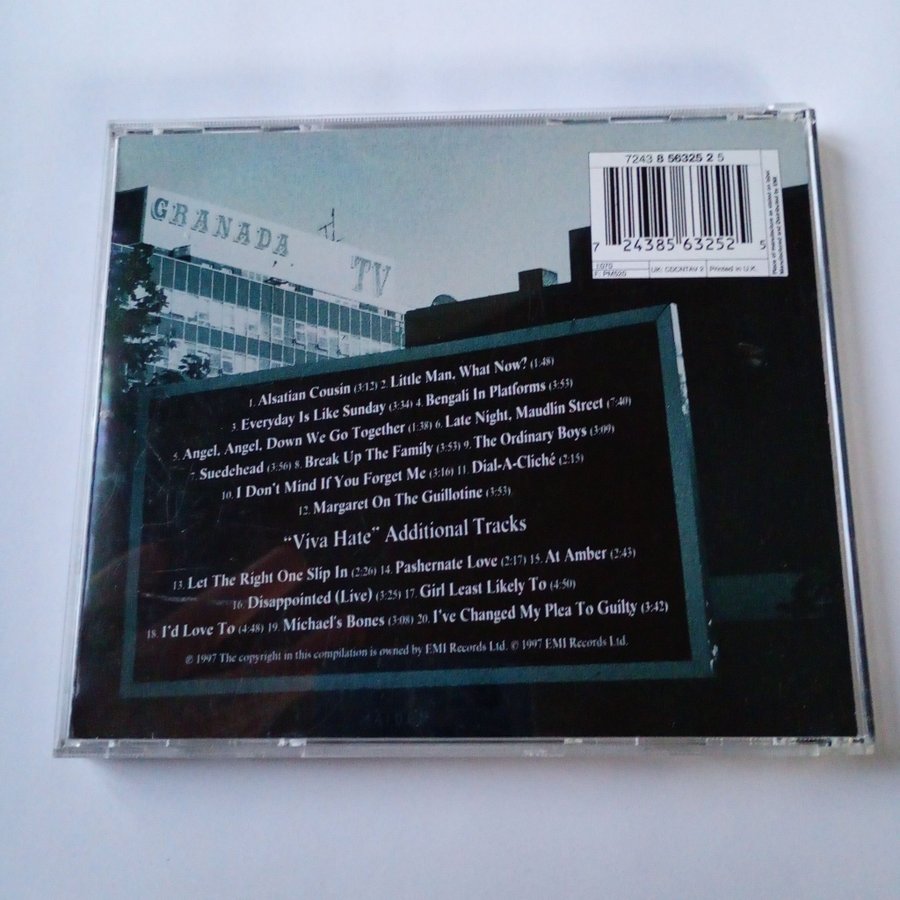 7243 8 56325 2 5
7 24385 63252 5
UK: CDCNTAV 2
Printed in U.K.
GRANADA
TV
1. Alsatian Cousin (3:12) 2. Little Man, What Now? (1:48)
3. Everyday Is Like Sunday (3:34) 4. Bengali In Platforms (3:53)
5. Angel, Angel, Down We Go Together (1:38) 6. Late Night, Maudlin Street (7:40)
7. Suedehead (3:56) 8. Break Up The Family (3:53) 9. The Ordinary Boys (3:09)
10. I Don't Mind If You Forget Me (3:16) 11. Dial-A-Cliché (2:15)
12. Margaret On The Guillotine (3:53)
“Viva Hate” Additional Tracks
13. Let The Right One Slip In (2:26) 14. Pashernate Love (2:17) 15. At Amber (2:43)
16. Disappointed (Live) (3:25) 17. Girl Least Likely To (4:50)
18. I'd Love To (4:48) 19. Michael's Bones (3:08) 20. I've Changed My Plea To Guilty (3:42)
℗ 1997 The copyright in this compilation is owned by EMI Records Ltd. © 1997 EMI Records Ltd.